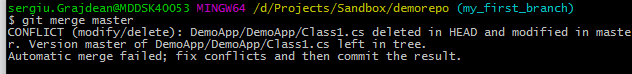 sergiu.Grajdean@MDDSK40053 MINGW64 /d/Projects/Sandbox/demorepo (my_first_branch)
$ git merge master
CONFLICT (modify/delete): DemoApp/DemoApp/Class1.cs deleted in HEAD and modified in maste
r. Version master of DemoApp/DemoApp/Class1.cs left in tree.
Automatic merge failed; fix conflicts and then commit the result.